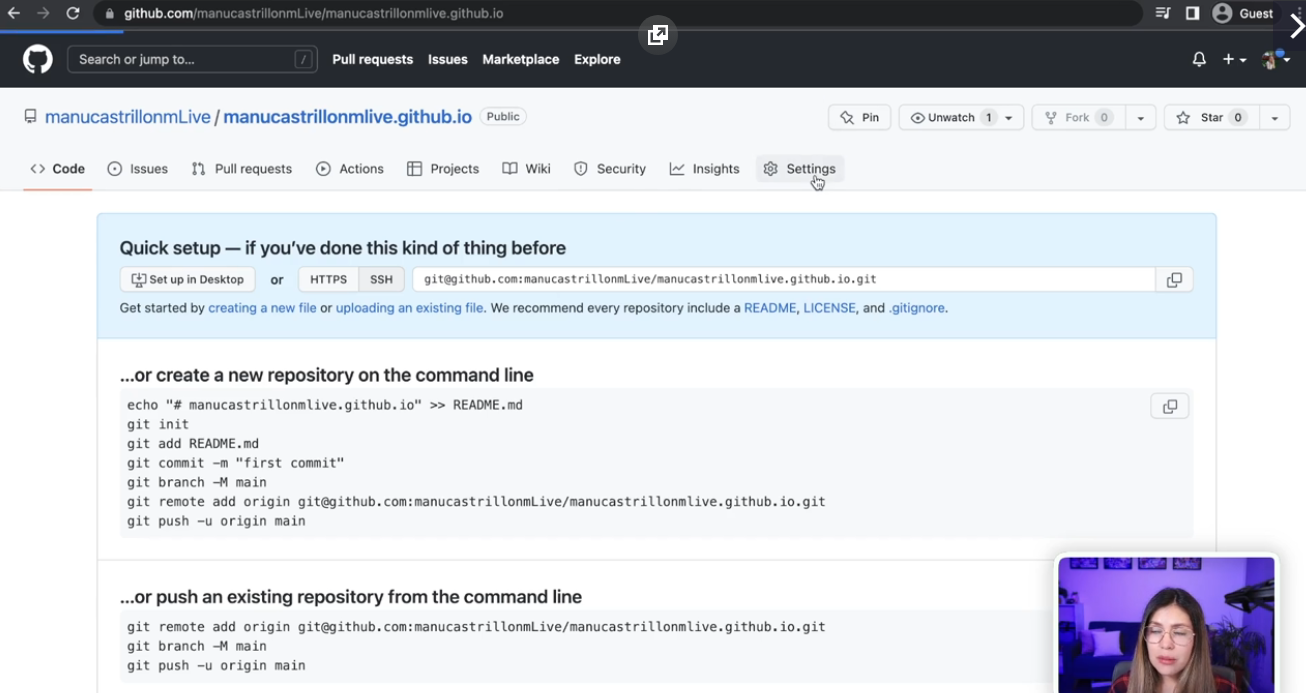 github.com/manucastrillonmLive/manucastrillonmlive.github.io
Guest
Search or jump to... /
Pull requests Issues Marketplace Explore
manucastrillonmLive / manucastrillonmlive.github.io Public
Pin Unwatch 1 Fork 0 Star 0
Code Issues Pull requests Actions Projects Wiki Security Insights Settings
Quick setup — if you've done this kind of thing before
Set up in Desktop or HTTPS SSH git@github.com:manucastrillonmLive/manucastrillonmlive.github.io.git
Get started by creating a new file or uploading an existing file. We recommend every repository include a README, LICENSE, and .gitignore.
...or create a new repository on the command line
echo "# manucastrillonmlive.github.io" >> README.md
git init
git add README.md
git commit -m "first commit"
git branch -M main
git remote add origin git@github.com:manucastrillonmLive/manucastrillonmlive.github.io.git
git push -u origin main
...or push an existing repository from the command line
git remote add origin git@github.com:manucastrillonmLive/manucastrillonmlive.github.io.git
git branch -M main
git push -u origin main